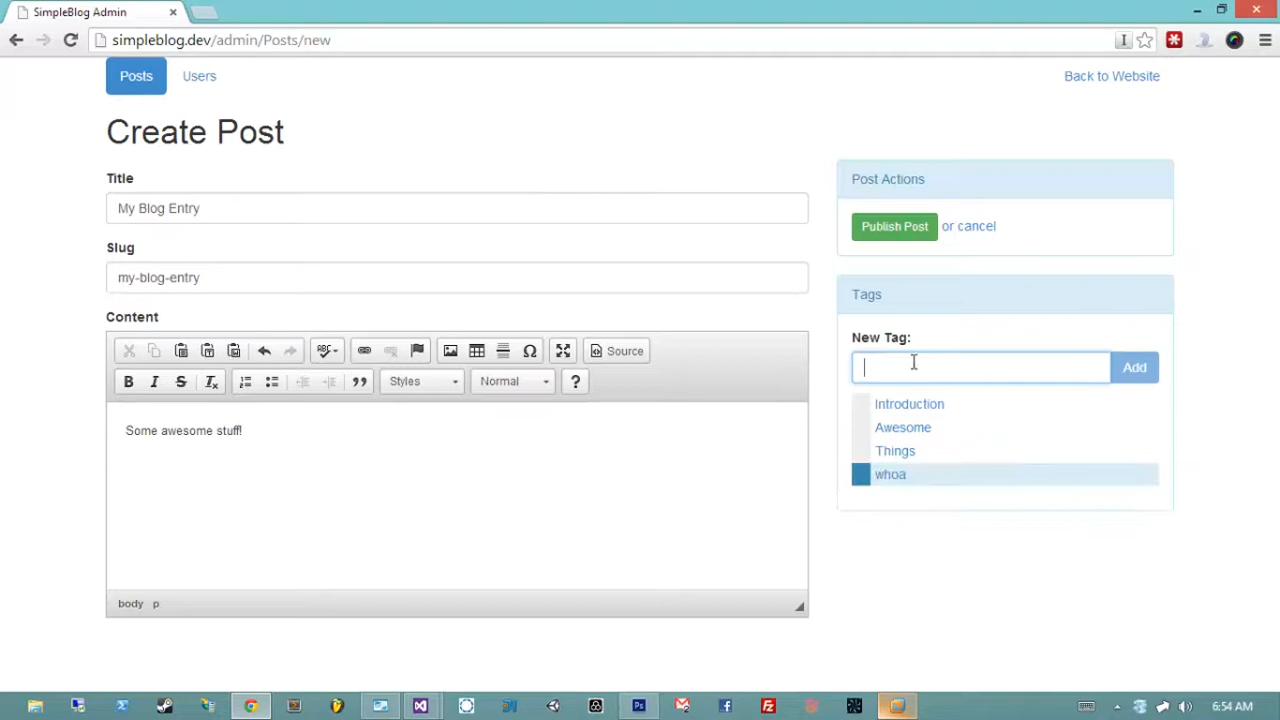 SimpleBlog Admin
simpleblog.dev/admin/Posts/new
Posts
Users
Back to Website
Create Post
Title
My Blog Entry
Slug
my-blog-entry
Content
ABC
Source
B I S Tx
Styles
Normal
?
Some awesome stuff!
body p
Post Actions
Publish Post or cancel
Tags
New Tag:
Add
Introduction
Awesome
Things
whoa
6:54 AM